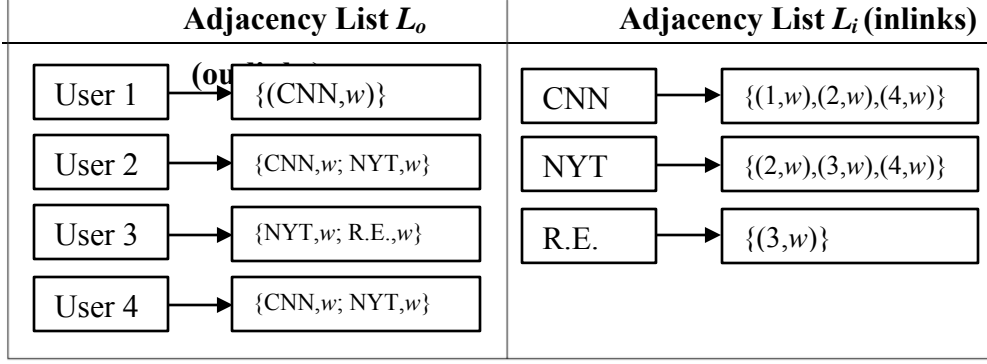 Adjacency List Lo
Adjacency List Li (inlinks)
User 1
{(CNN,w)}
User 2
{CNN,w; NYT,w}
User 3
{NYT,w; R.E.,w}
User 4
{CNN,w; NYT,w}
CNN
{(1,w),(2,w),(4,w)}
NYT
{(2,w),(3,w),(4,w)}
R.E.
{(3,w)}